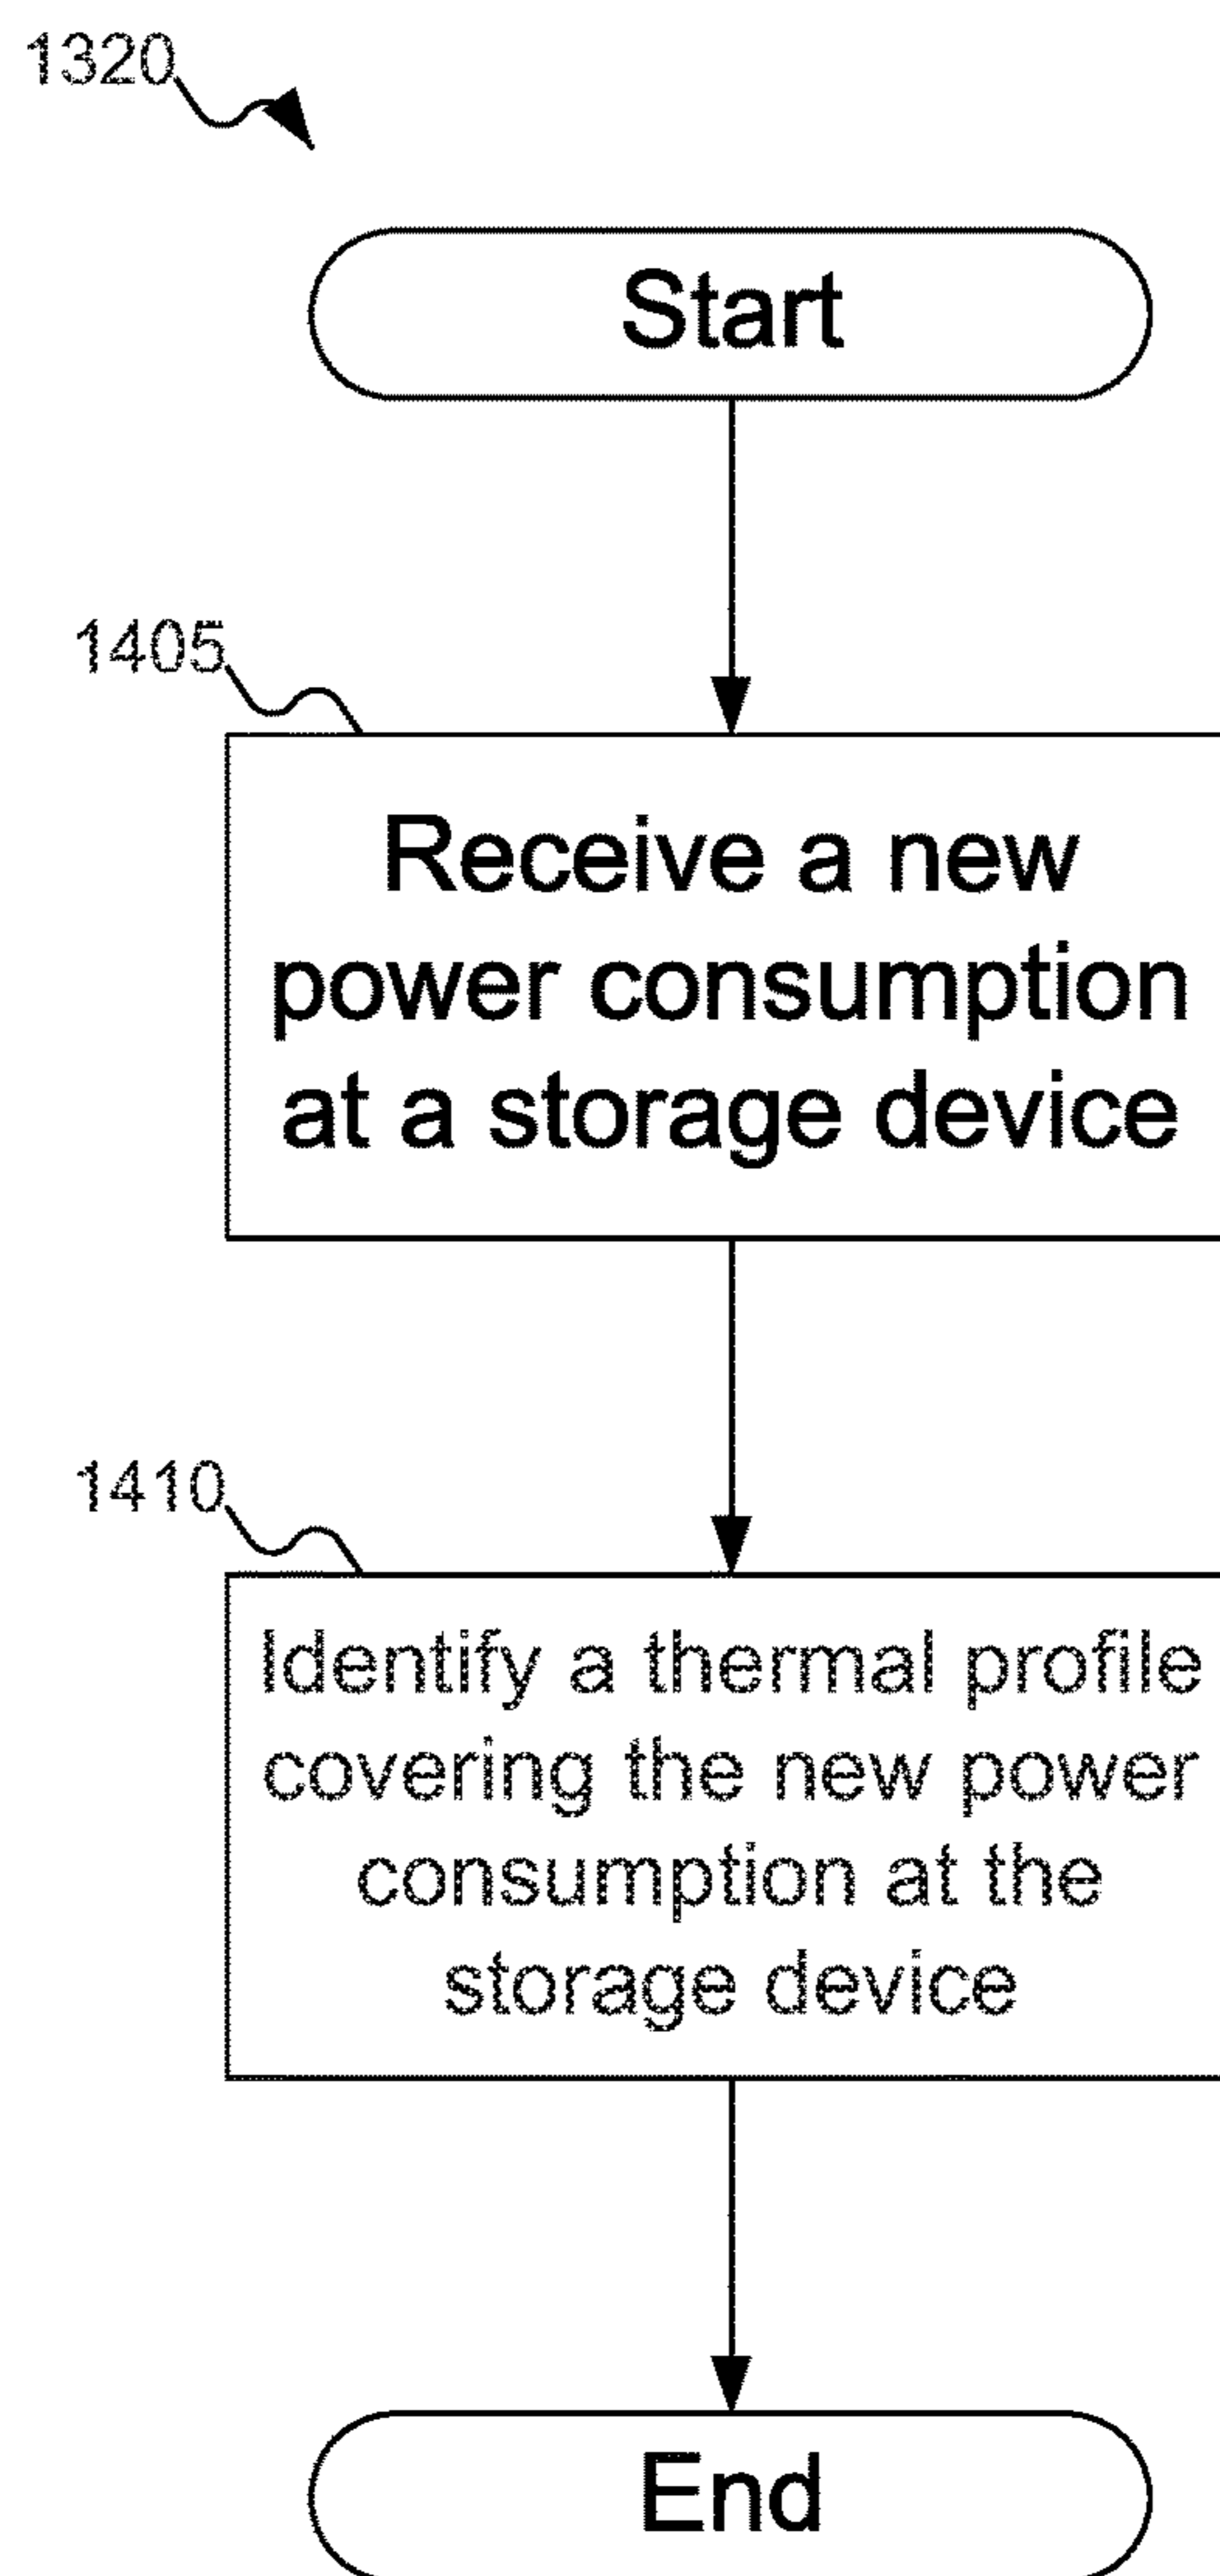 1320
Start
1405
Receive a new
power consumption
at a storage device
1410
Identify a thermal profile
covering the new power
consumption at the
storage device
End